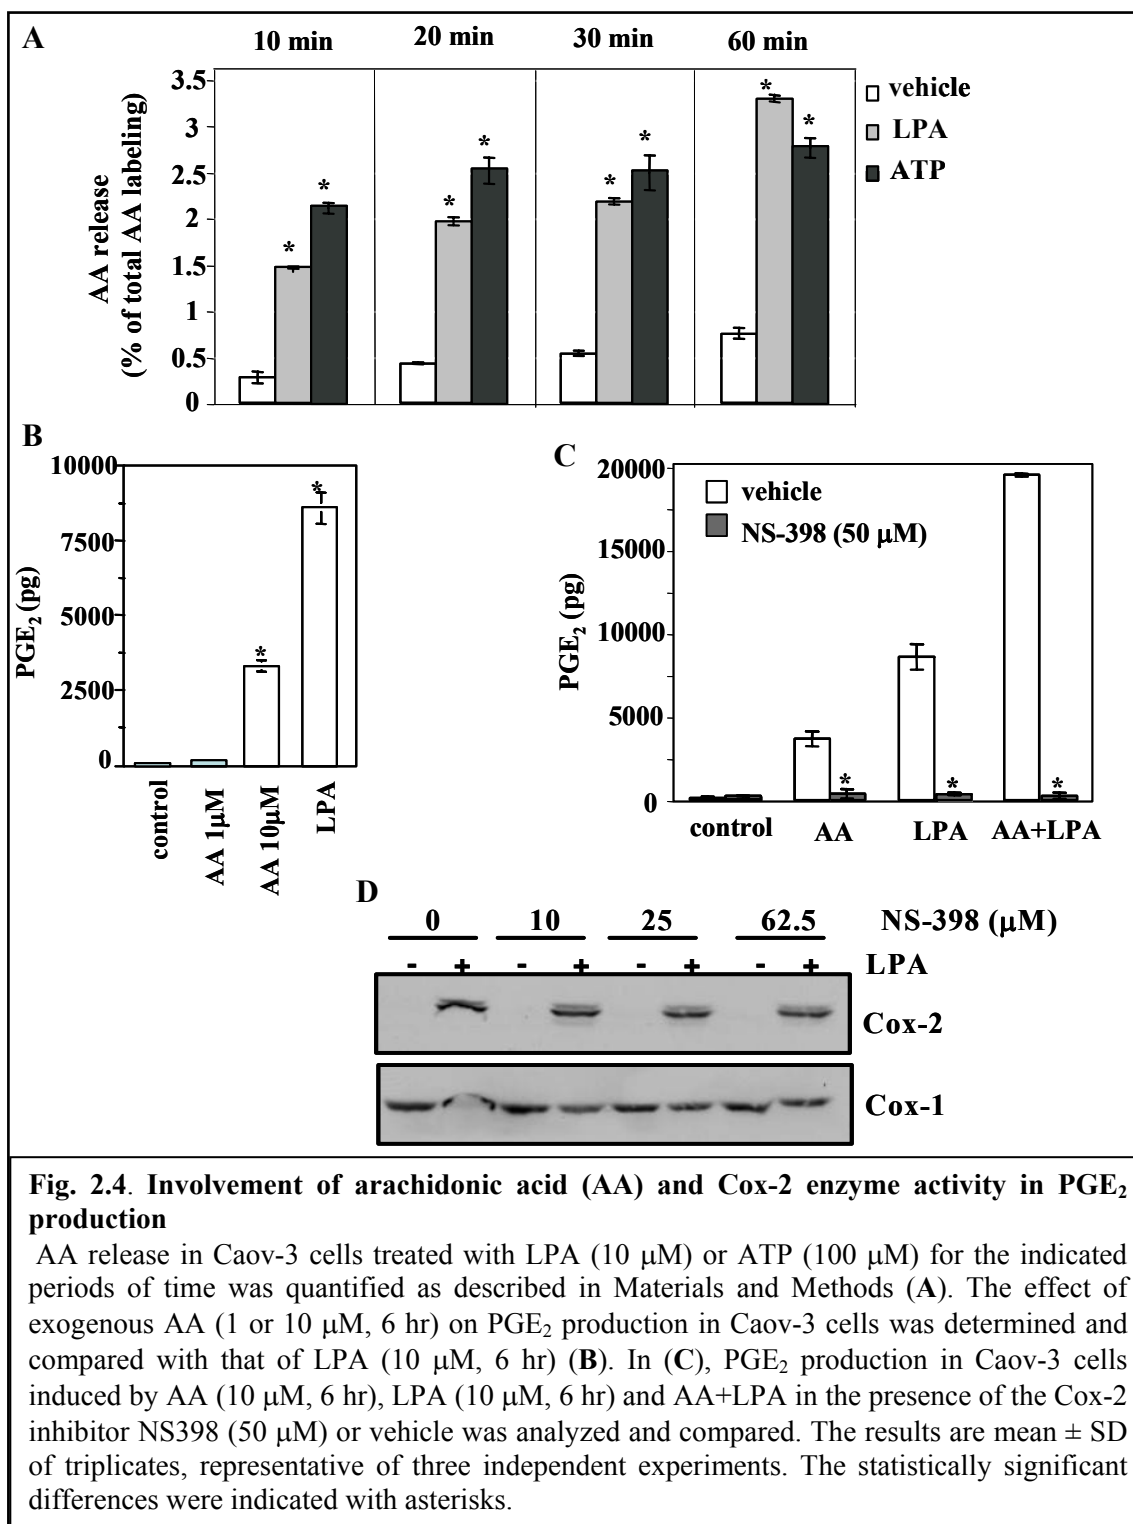 A
10 min 20 min 30 min 60 min
AA release
(% of total AA labeling)
3.5
3
2.5
2
1.5
1
0.5
0
* * * * * * * *
vehicle
LPA
ATP
B
PGE2 (pg)
10000
7500
5000
2500
0
* *
control
AA 1μM
AA 10μM
LPA
C
PGE2 (pg)
20000
15000
10000
5000
0
vehicle
NS-398 (50 μM)
* * *
control AA LPA AA+LPA
D
0 10 25 62.5 NS-398 (μM)
- + - + - + - + LPA
Cox-2
Cox-1
Fig. 2.4. Involvement of arachidonic acid (AA) and Cox-2 enzyme activity in PGE2
production
AA release in Caov-3 cells treated with LPA (10 μM) or ATP (100 μM) for the indicated
periods of time was quantified as described in Materials and Methods (A). The effect of
exogenous AA (1 or 10 μM, 6 hr) on PGE2 production in Caov-3 cells was determined and
compared with that of LPA (10 μM, 6 hr) (B). In (C), PGE2 production in Caov-3 cells
induced by AA (10 μM, 6 hr), LPA (10 μM, 6 hr) and AA+LPA in the presence of the Cox-2
inhibitor NS398 (50 μM) or vehicle was analyzed and compared. The results are mean ± SD
of triplicates, representative of three independent experiments. The statistically significant
differences were indicated with asterisks.